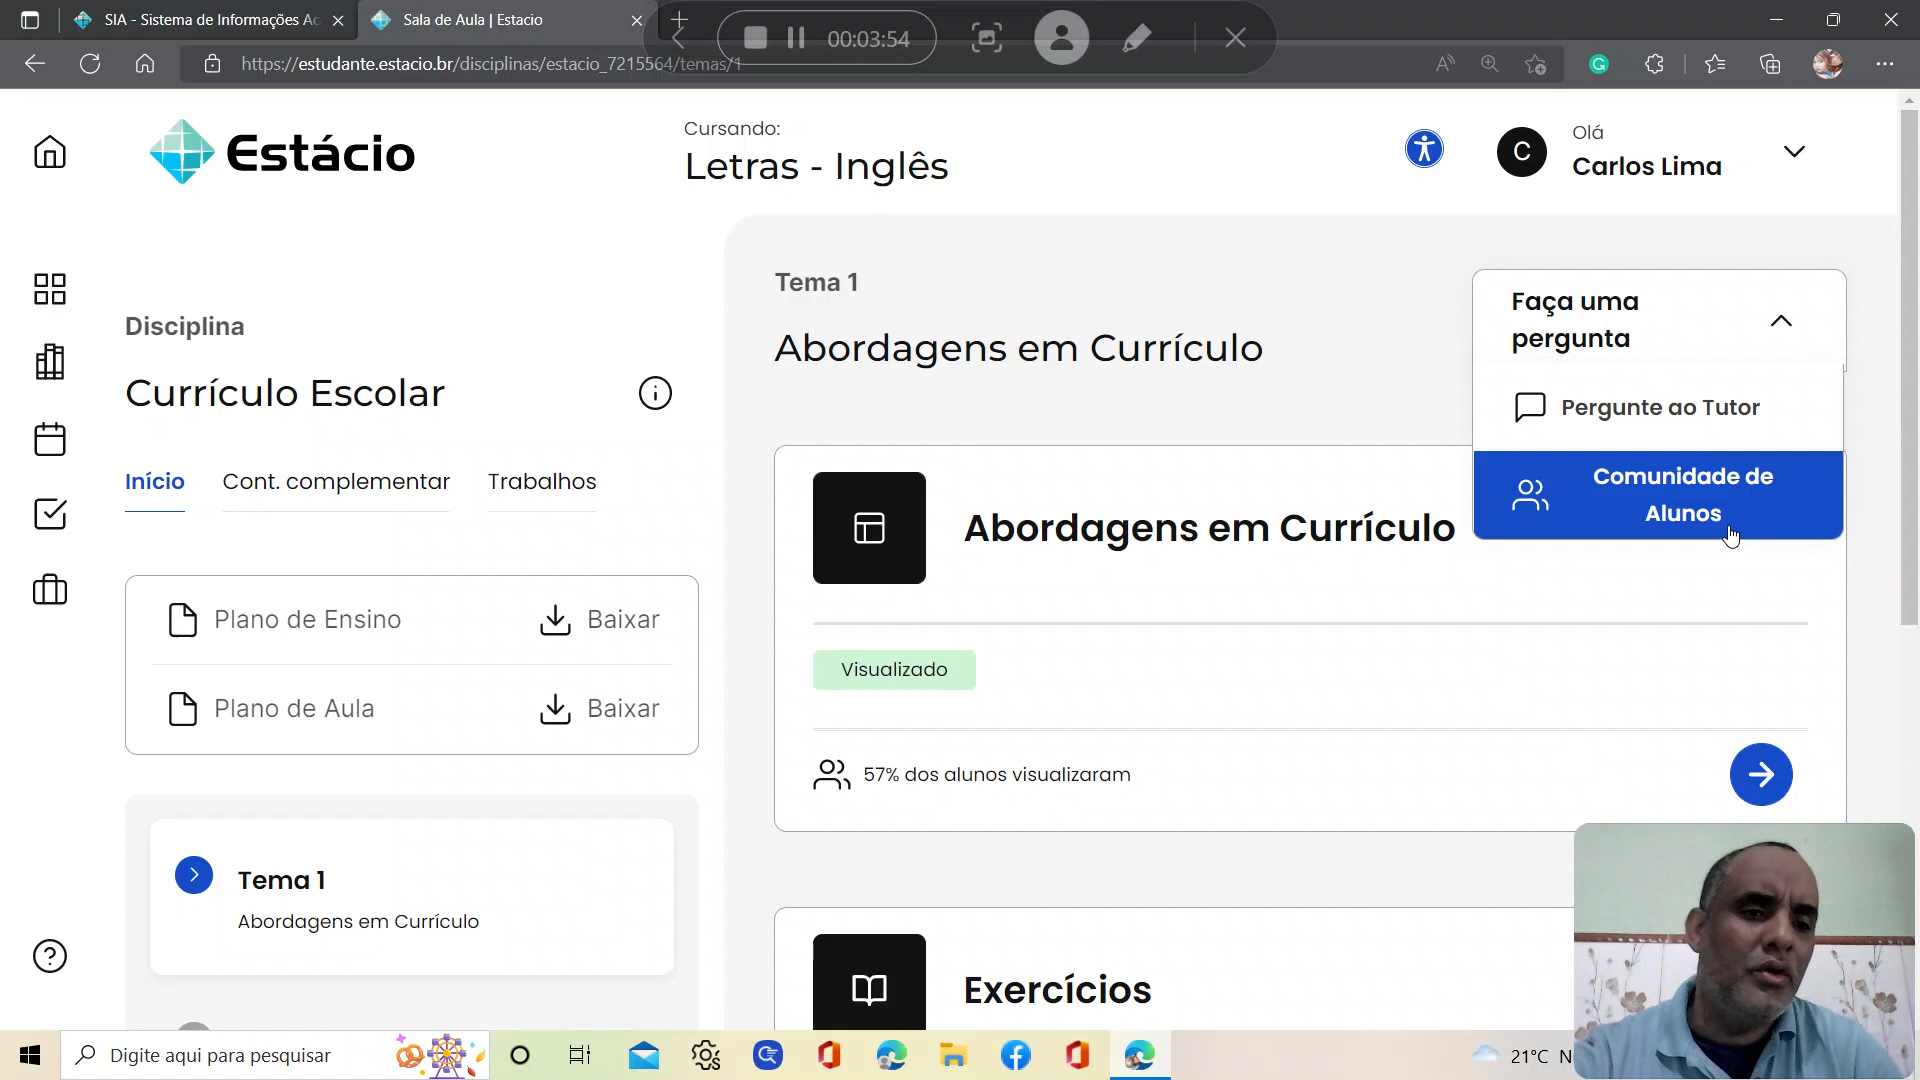 SIA - Sistema de Informações Ac
Sala de Aula | Estacio
00:03:54
https://estudante.estacio.br/disciplinas/estacio_7215564/temas/1
Estácio
Cursando:
Letras - Inglês
C
Olá
Carlos Lima
Disciplina
Currículo Escolar
Início
Cont. complementar
Trabalhos
Plano de Ensino
Baixar
Plano de Aula
Baixar
Tema 1
Abordagens em Currículo
Tema 1
Abordagens em Currículo
Faça uma
pergunta
Pergunte ao Tutor
Comunidade de
Alunos
Abordagens em Currículo
Visualizado
57% dos alunos visualizaram
Exercícios
Digite aqui para pesquisar
21°C